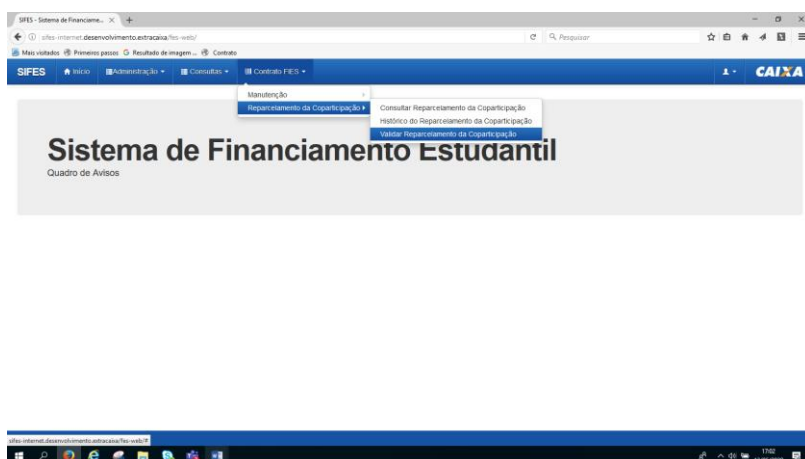 SIFES - Sistema de Financiame...
sifes-internet.desenvolvimento.extracaixa/fes-web/
Pesquisar
Mais visitados Primeiros passos Resultado de imagem ... Contrato
SIFES Início Administração Consultas Contrato FIES CAIXA
Manutenção
Reparcelamento da Coparticipação
Consultar Reparcelamento da Coparticipação
Histórico do Reparcelamento da Coparticipação
Validar Reparcelamento da Coparticipação
Sistema de Financiamento Estudantil
Quadro de Avisos
sifes-internet.desenvolvimento.extracaixa/fes-web/#
17:02